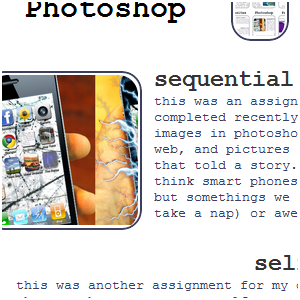 Photoshop
sequential
this was an assign
completed recently
images in photosho
web, and pictures
that told a story.
think smart phones
but somethings we
take a nap) or awe
sel
this was another assignment for my